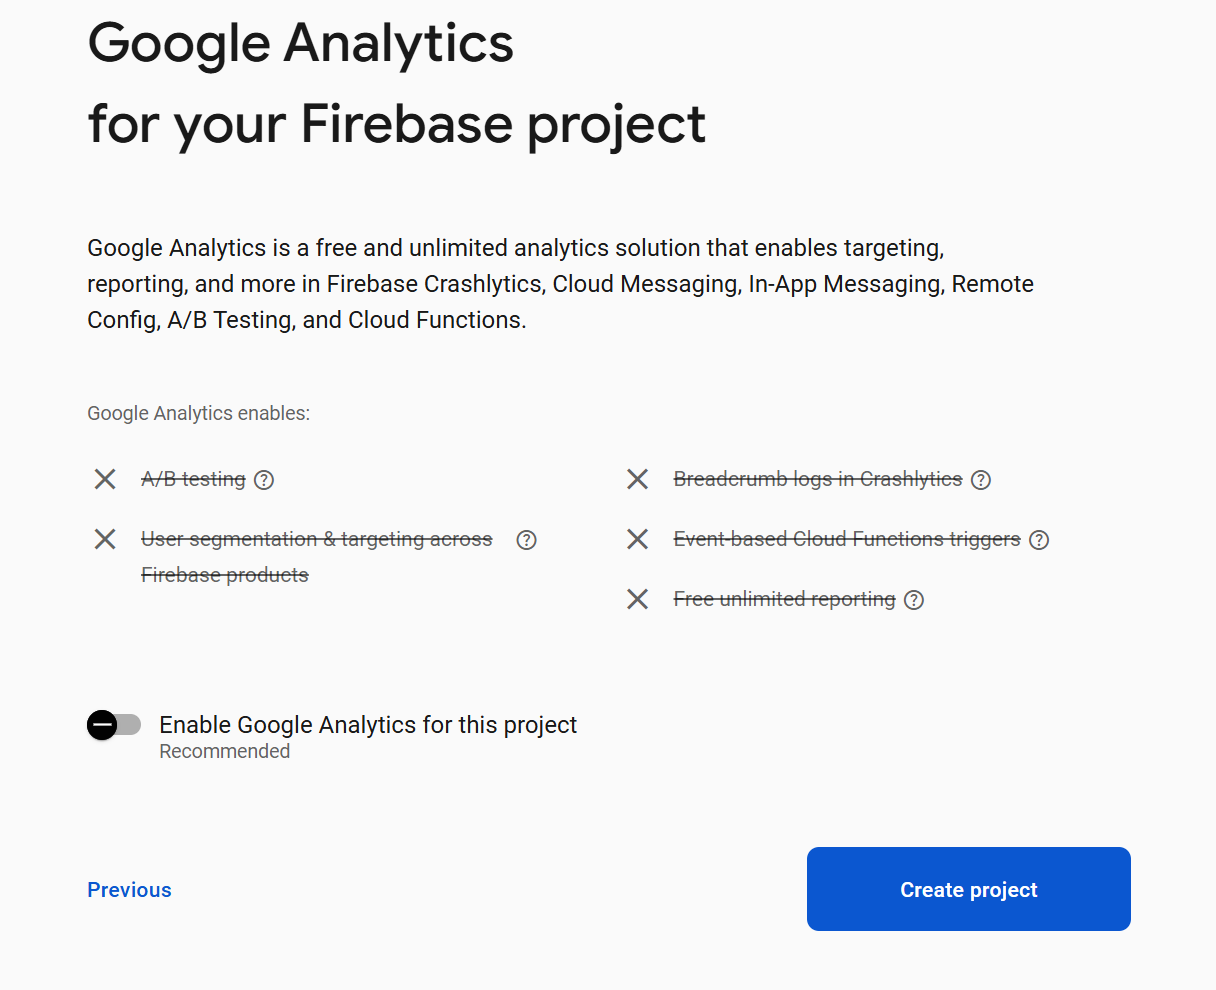 Google Analytics
for your Firebase project
Google Analytics is a free and unlimited analytics solution that enables targeting,
reporting, and more in Firebase Crashlytics, Cloud Messaging, In-App Messaging, Remote
Config, A/B Testing, and Cloud Functions.
Google Analytics enables:
A/B testing
User segmentation & targeting across
Firebase products
Breadcrumb logs in Crashlytics
Event-based Cloud Functions triggers
Free unlimited reporting
Enable Google Analytics for this project
Recommended
Previous
Create project